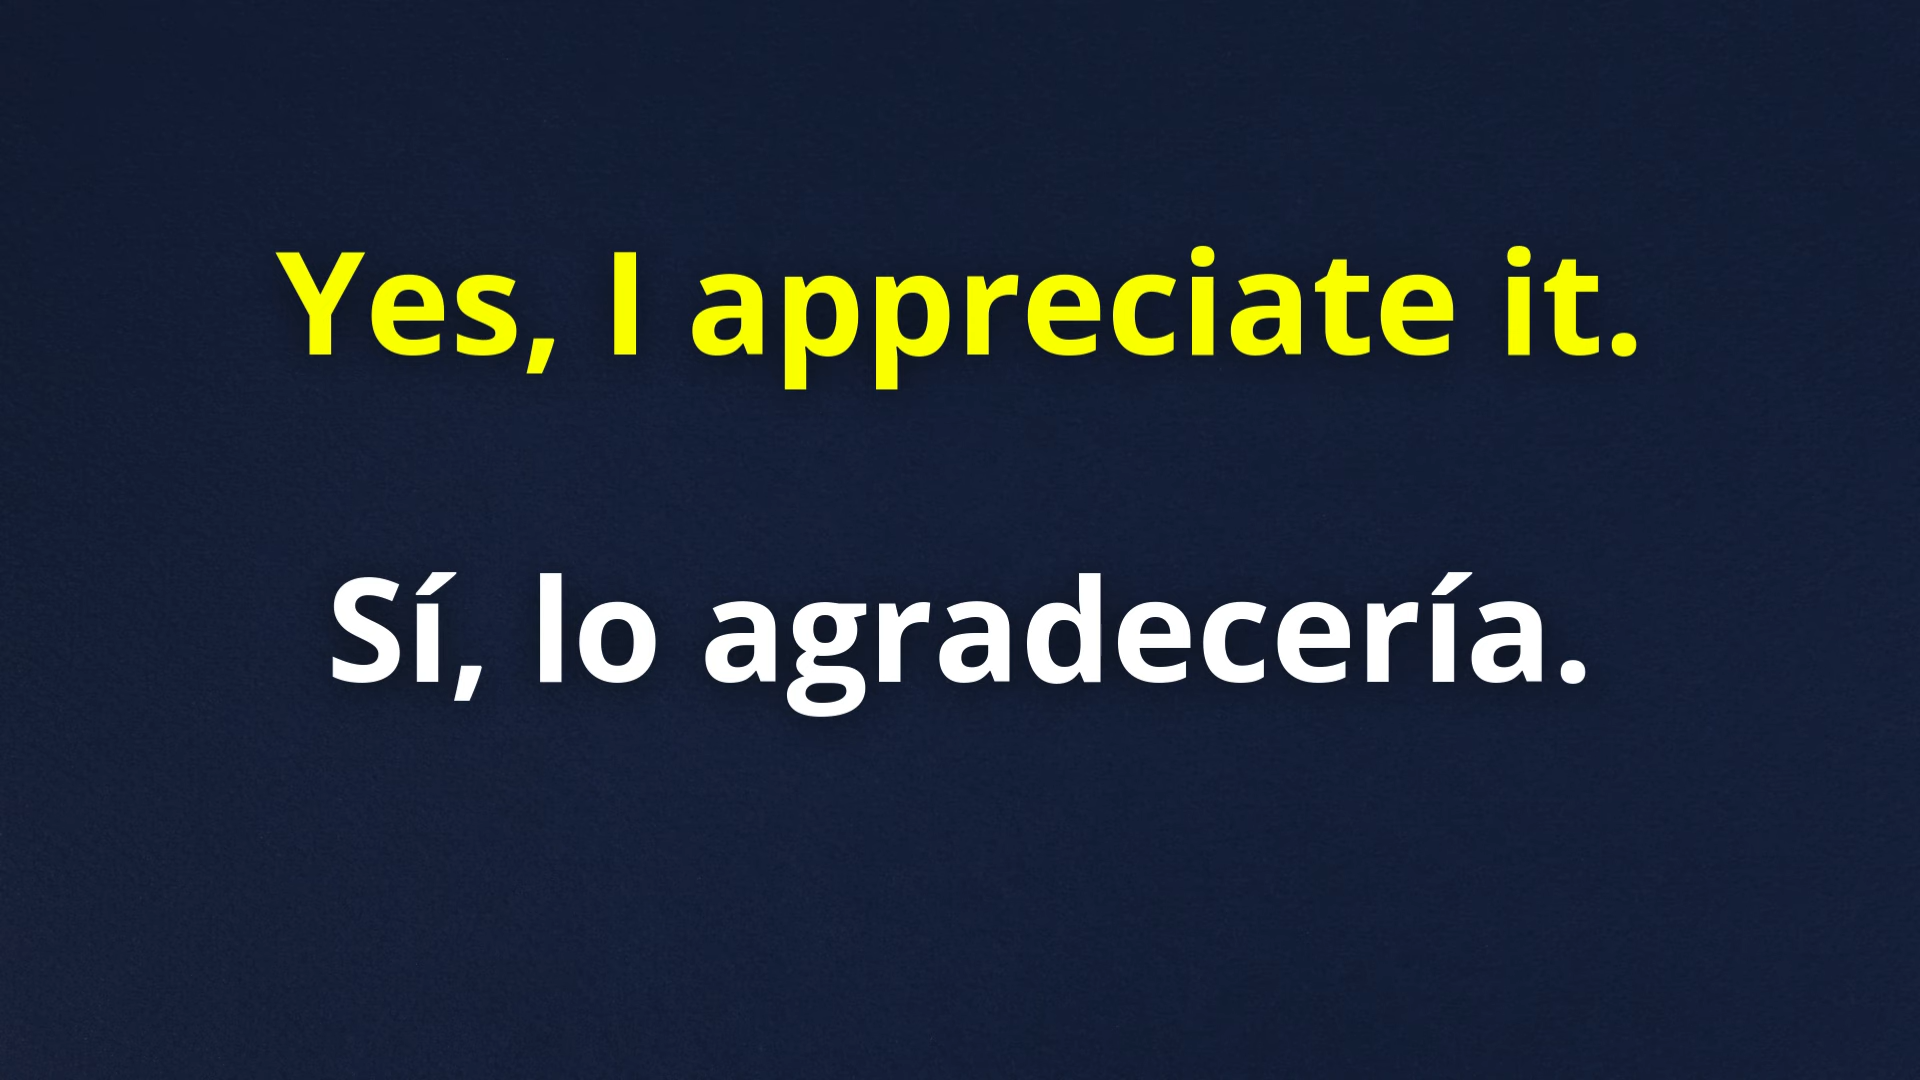 Yes, I appreciate it.
Sí, lo agradecería.